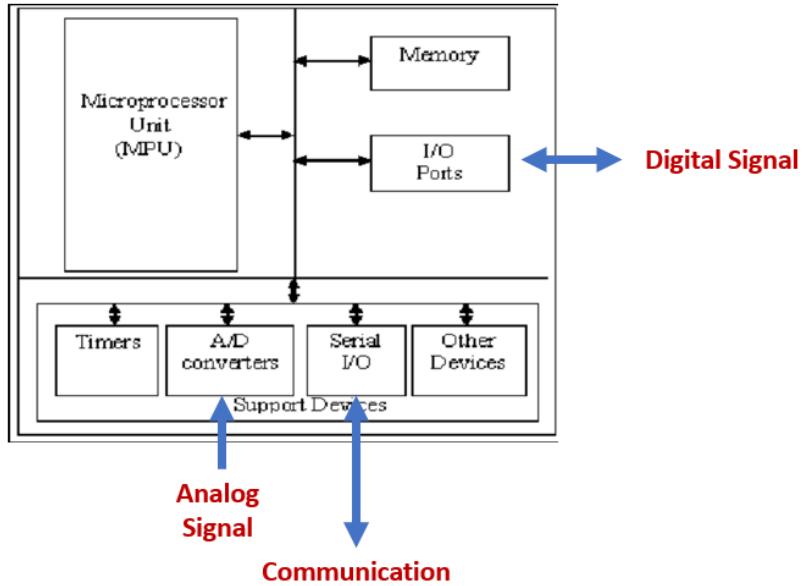 Microprocessor
Unit
(MPU)
Memory
I/O
Ports
Digital Signal
Timers
A/D
converters
Serial
I/O
Other
Devices
Support Devices
Analog
Signal
Communication